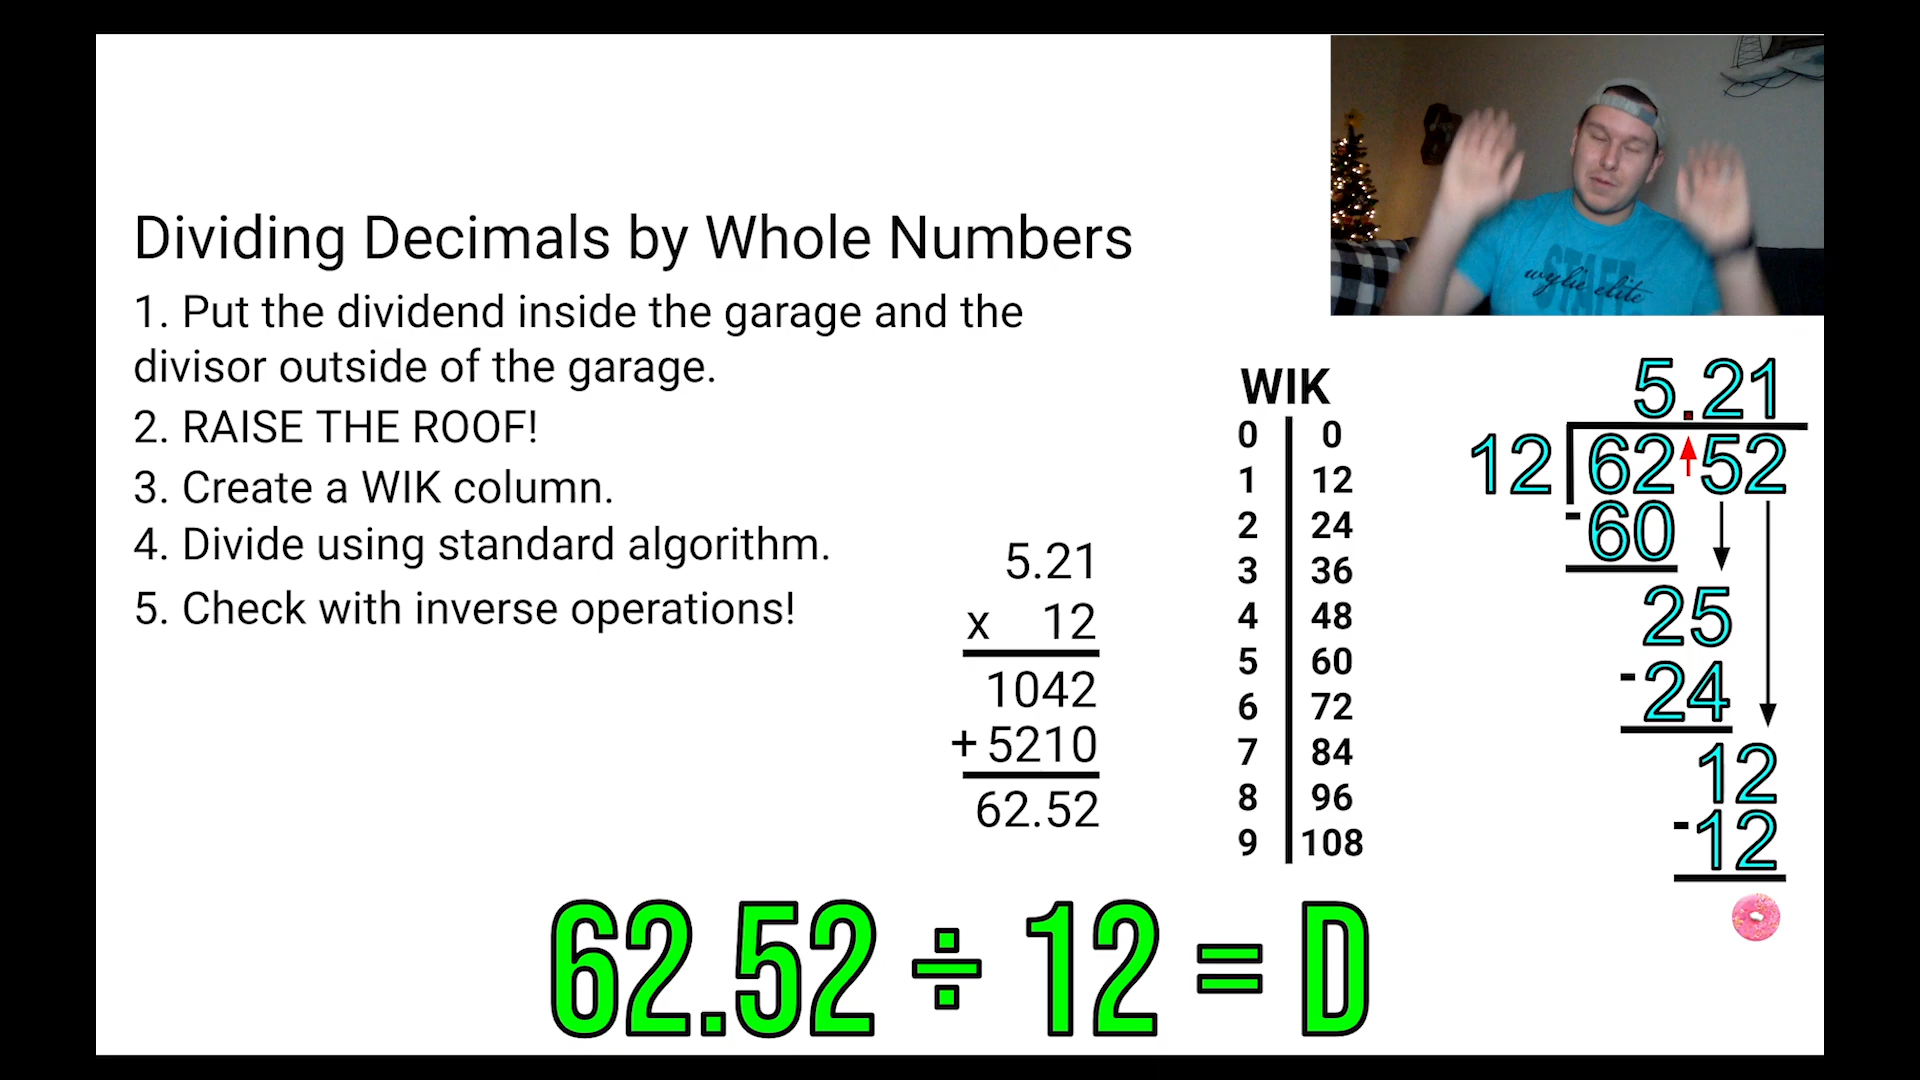 Dividing Decimals by Whole Numbers
1. Put the dividend inside the garage and the
divisor outside of the garage.
2. RAISE THE ROOF!
3. Create a WIK column.
4. Divide using standard algorithm.
5. Check with inverse operations!
5.21
x 12
1042
+5210
62.52
WIK
0 0
1 12
2 24
3 36
4 48
5 60
6 72
7 84
8 96
9 108
5.21
12 62 52
-60
25
-24
12
-12
STAFF
wylie elite
62.52 ÷ 12 = D